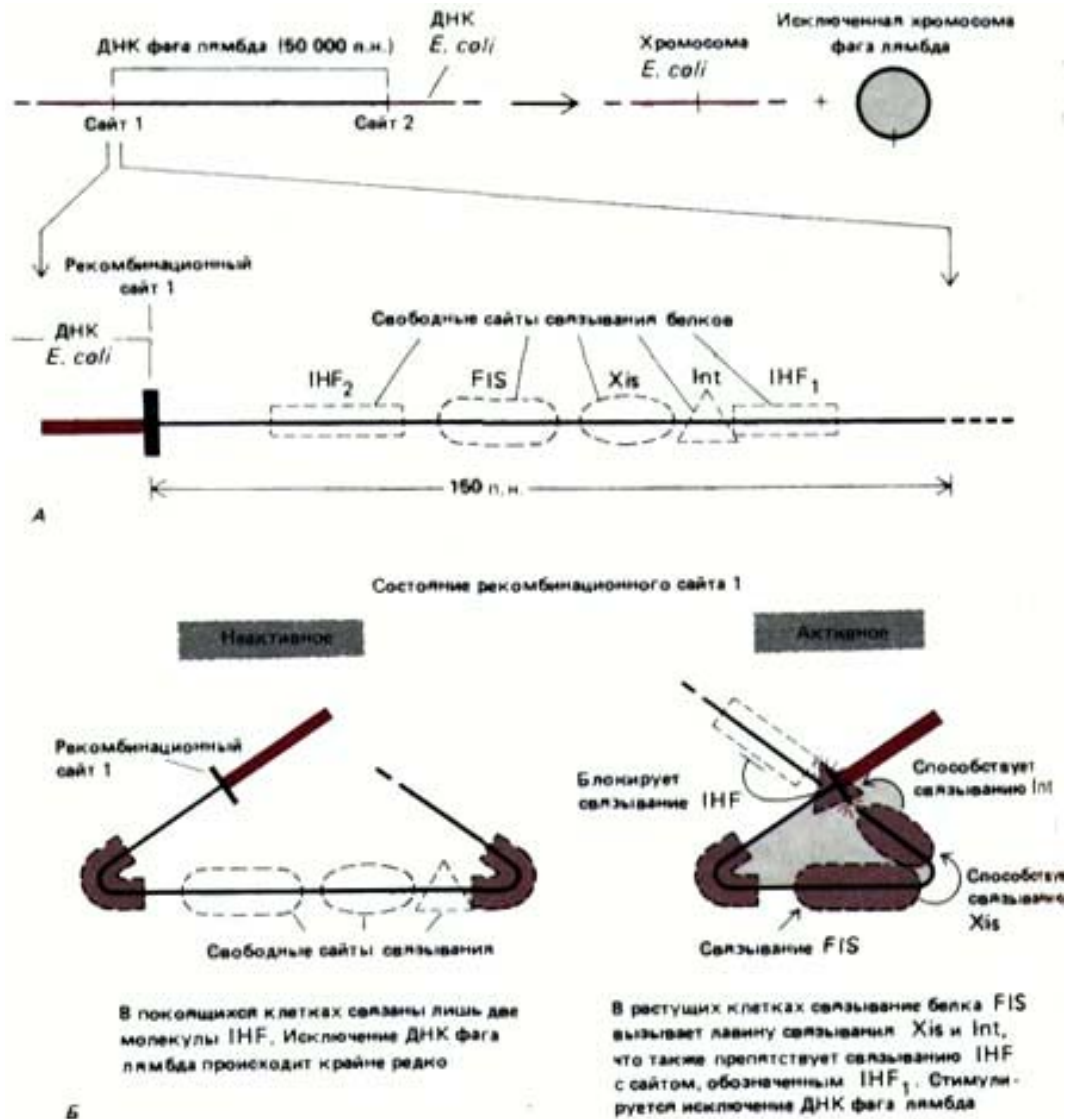 ДНК фага лямбда (50 000 п.н.)
ДНК
E. coli
Хромосома
E. coli
Исключенная хромосома
фага лямбда
+
Сайт 1
Сайт 2
Рекомбинационный
сайт 1
ДНК
E. coli
Свободные сайты связывания белков
IHF2
FIS
Xis
Int
IHF1
150 п.н.
А
Состояние рекомбинационного сайта 1
Неактивное
Активное
Рекомбинационный
сайт 1
Свободные сайты связывания
Блокирует
связывание IHF
Способствует
связыванию Int
Способствуе
связывани
Xis
Связывание FIS
В покоящихся клетках связаны лишь две
молекулы IHF. Исключение ДНК фага
лямбда происходит крайне редко
В растущих клетках связывание белка FIS
вызывает лавину связывания Xis и Int,
что также препятствует связыванию IHF
с сайтом, обозначенным IHF1. Стимули-
руется исключение ДНК фага лямбда
Б